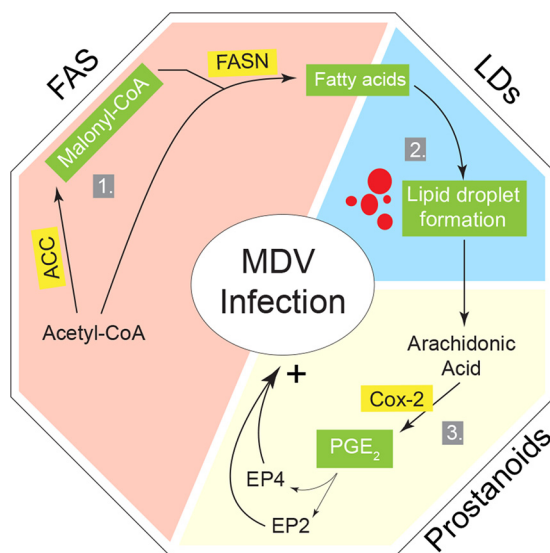 FAS
LDs
FASN
Fatty acids
Malonyl-CoA
1.
2.
Lipid droplet
formation
ACC
MDV
Infection
Acetyl-CoA
Arachidonic
Acid
+
Cox-2
3.
PGE₂
EP4
EP2
Prostanoids